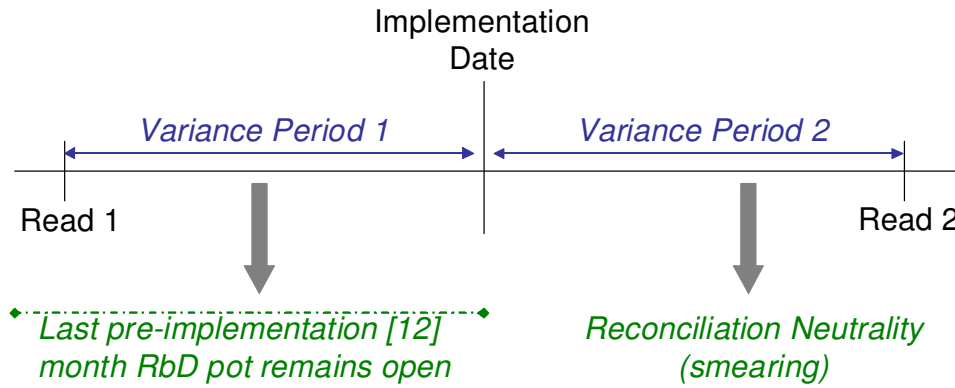 Implementation
Date
Variance Period 1
Variance Period 2
Read 1
Read 2
Last pre-implementation [12]
month RbD pot remains open
Reconciliation Neutrality
(smearing)